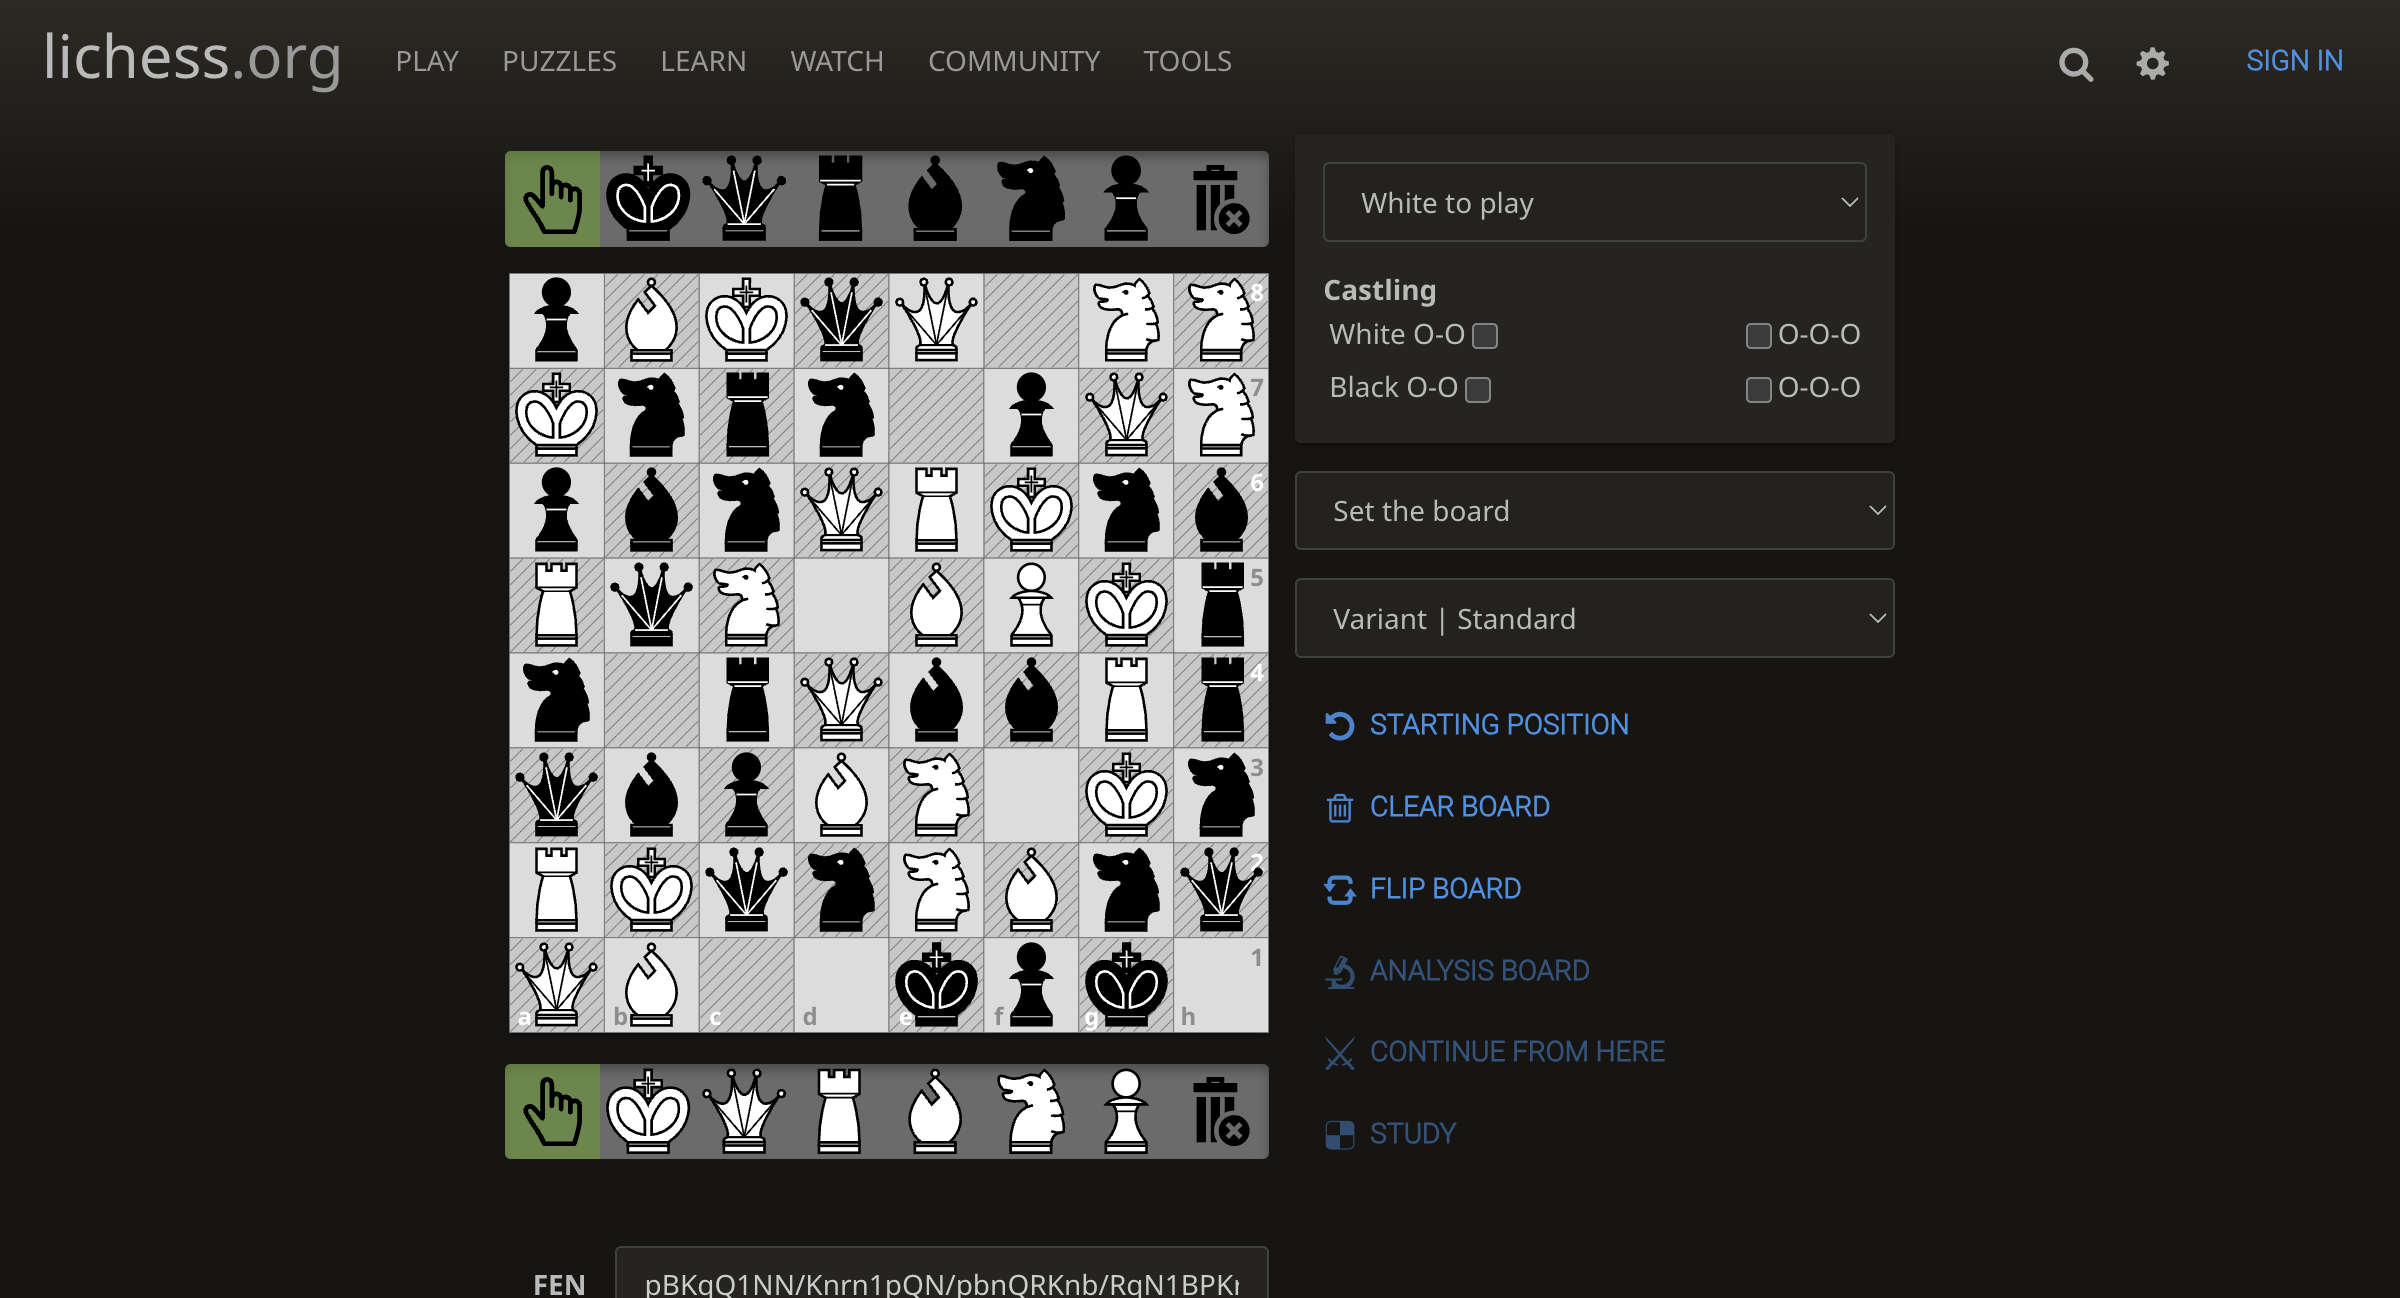 lichess.org PLAY PUZZLES LEARN WATCH COMMUNITY TOOLS SIGN IN
White to play
Castling
White O-O O-O-O
Black O-O O-O-O
Set the board
Variant | Standard
STARTING POSITION
CLEAR BOARD
FLIP BOARD
ANALYSIS BOARD
CONTINUE FROM HERE
STUDY
8
7
6
5
4
3
2
1
a b c d e f g h
FEN pBKqQ1NN/Knrn1pQN/pbnQRKnb/RqN1BPKr